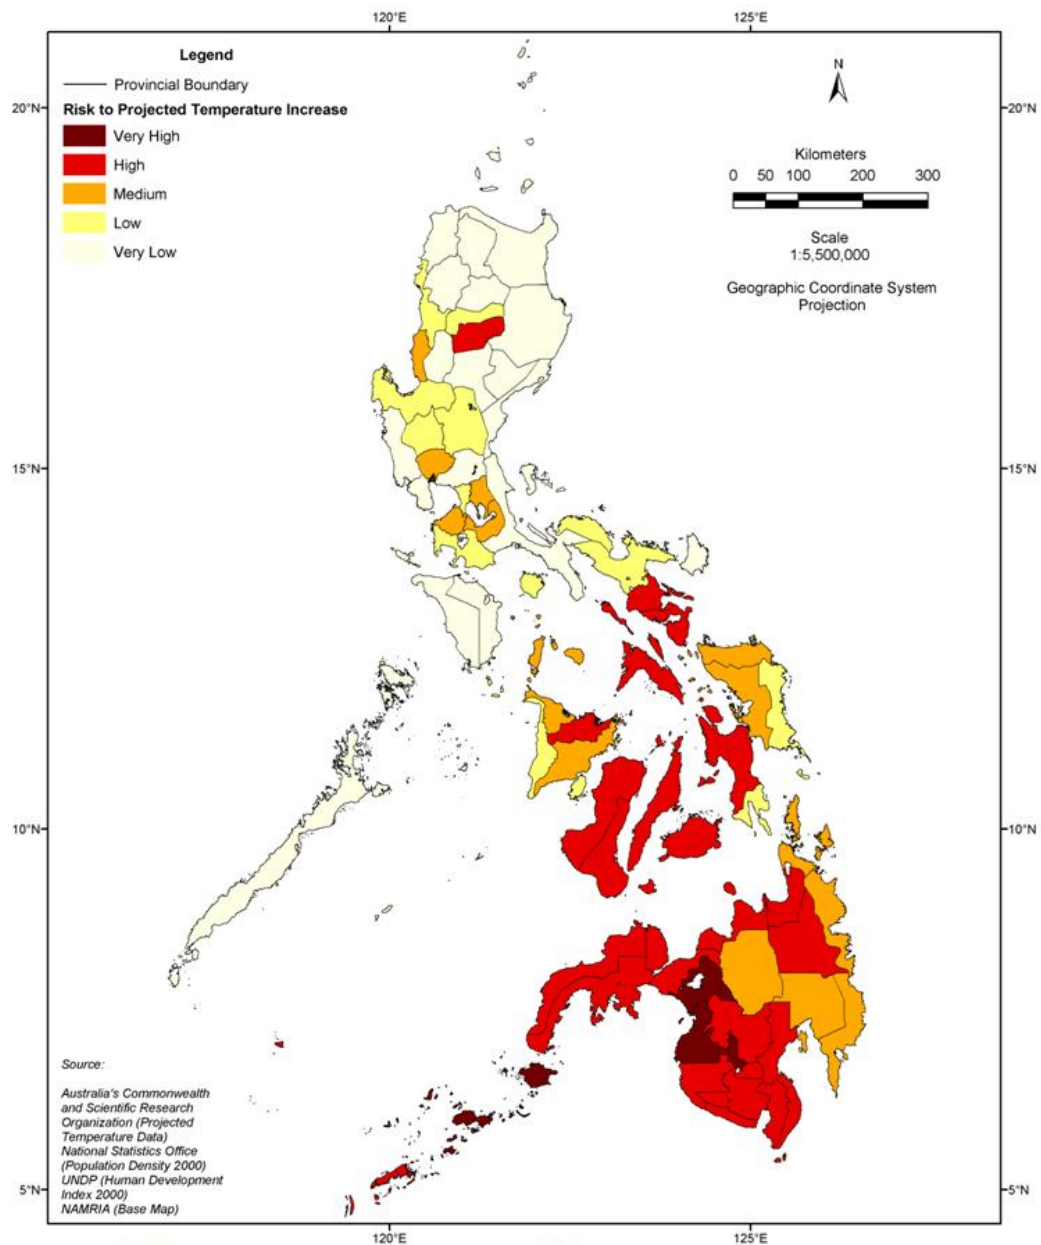 120°E 125°E
Legend
Provincial Boundary
Risk to Projected Temperature Increase
Very High
High
Medium
Low
Very Low
N
Kilometers
0 50 100 200 300
Scale
1:5,500,000
Geographic Coordinate System
Projection
20°N 20°N
15°N 15°N
10°N 10°N
5°N 5°N
Source:
Australia's Commonwealth
and Scientific Research
Organization (Projected
Temperature Data)
National Statistics Office
(Population Density 2000)
UNDP (Human Development
Index 2000)
NAMRIA (Base Map)
120°E 125°E